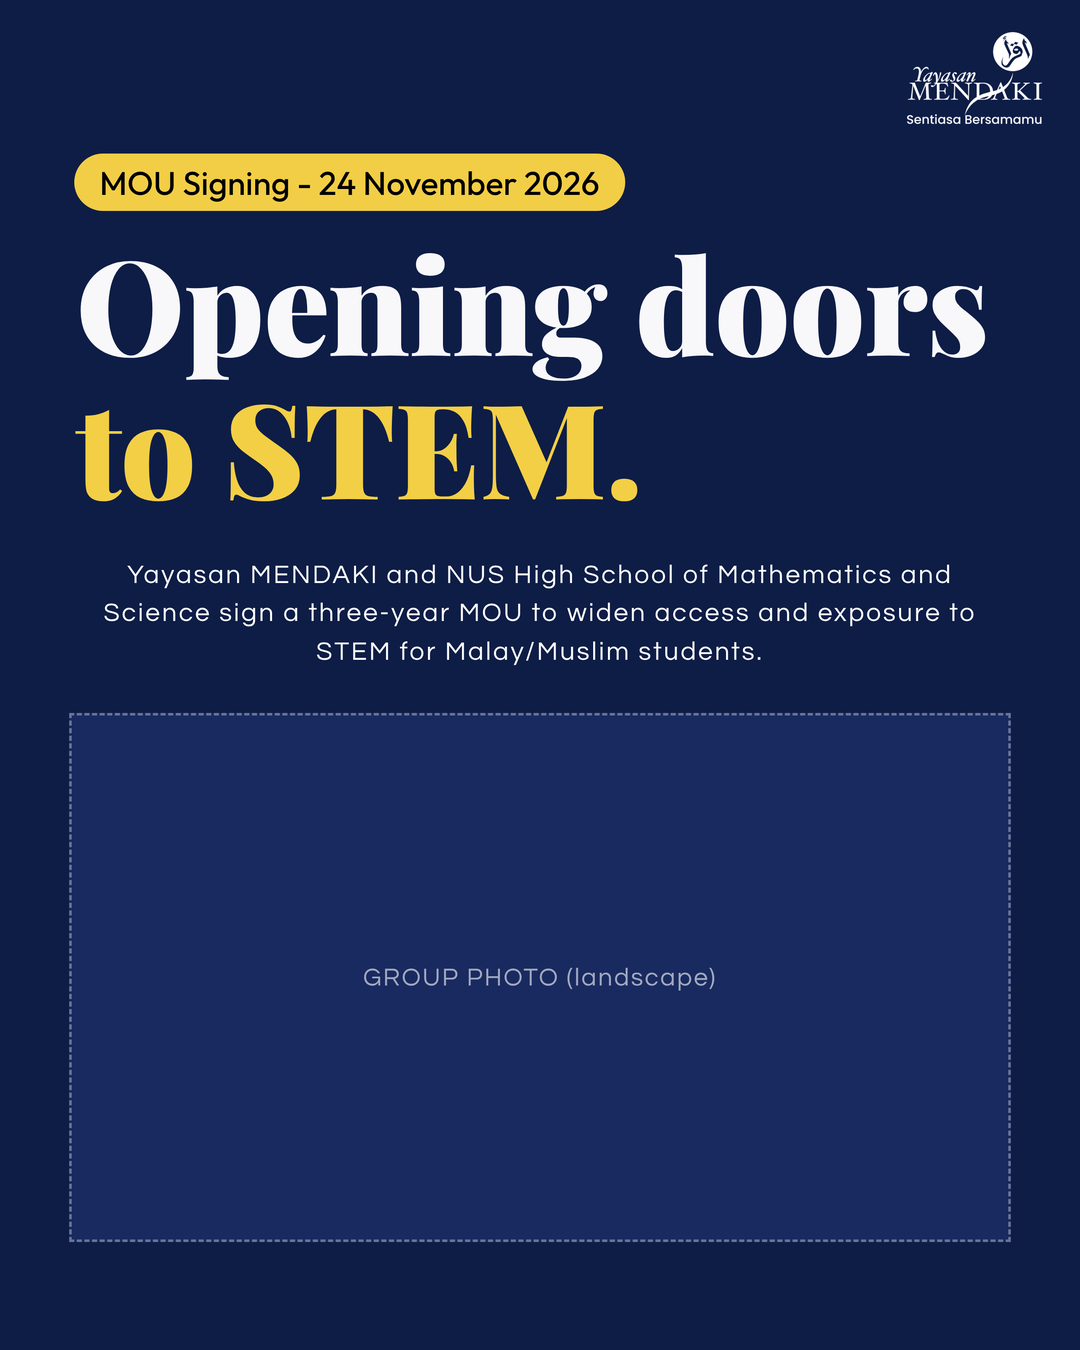 اقرأ
Yayasan
MENDAKI
Sentiasa Bersamamu
MOU Signing - 24 November 2026
Opening doors
to STEM.
Yayasan MENDAKI and NUS High School of Mathematics and
Science sign a three-year MOU to widen access and exposure to
STEM for Malay/Muslim students.
GROUP PHOTO (landscape)